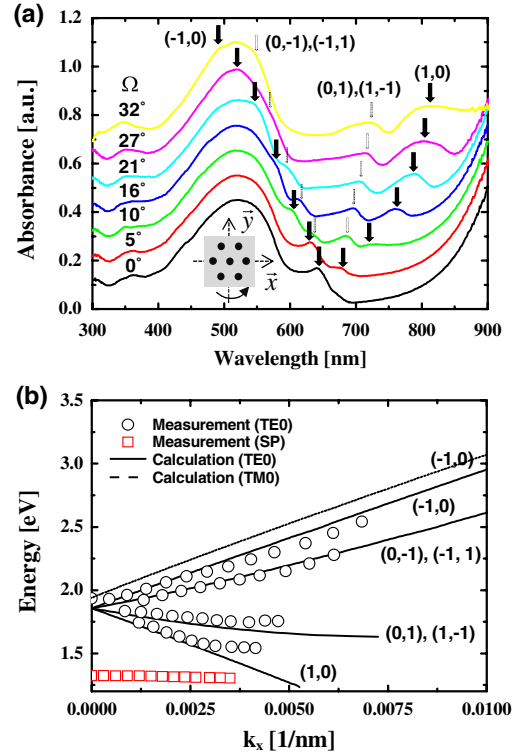 (a)
Absorbance [a.u.]
1.2
1.0
0.8
0.6
0.4
0.2
0.0
(-1,0)
(0,-1),(-1,1)
(0,1),(1,-1)
(1,0)
Ω
32°
27°
21°
16°
10°
5°
0°
y
x
300 400 500 600 700 800 900
Wavelength [nm]
(b)
Energy [eV]
3.5
3.0
2.5
2.0
1.5
Measurement (TE0)
Measurement (SP)
Calculation (TE0)
Calculation (TM0)
(-1,0)
(-1,0)
(0,-1), (-1, 1)
(0,1), (1,-1)
(1,0)
0.0000 0.0025 0.0050 0.0075 0.0100
kx [1/nm]